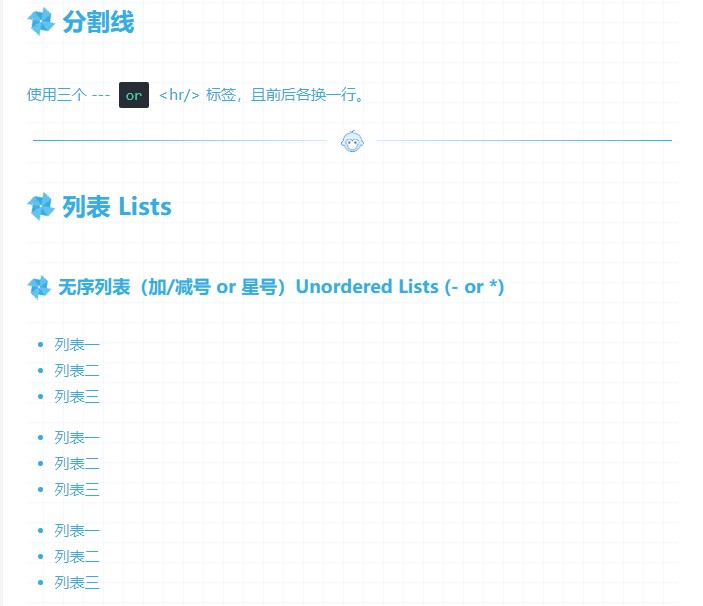 分割线
使用三个 --- or <hr/> 标签，且前后各换一行。
列表 Lists
无序列表（加/减号 or 星号）Unordered Lists (- or *)
列表一
列表二
列表三
列表一
列表二
列表三
列表一
列表二
列表三